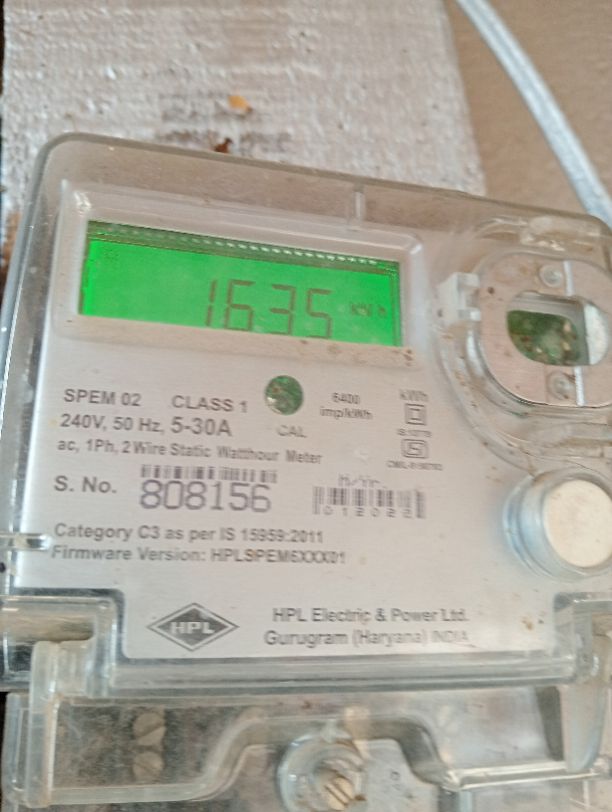 1635 kWh
SPEM 02 CLASS 1 6400 imp/kWh kWh
240V, 50 Hz, 5-30A CAL
ac, 1Ph, 2 Wire Static Watthour Meter
S. No. 808156 M/Yr. 012022
Category C3 as per IS 15959:2011
Firmware Version: HPLSPEM6XXX01
HPL
HPL Electric & Power Ltd.
Gurugram (Haryana) INDIA